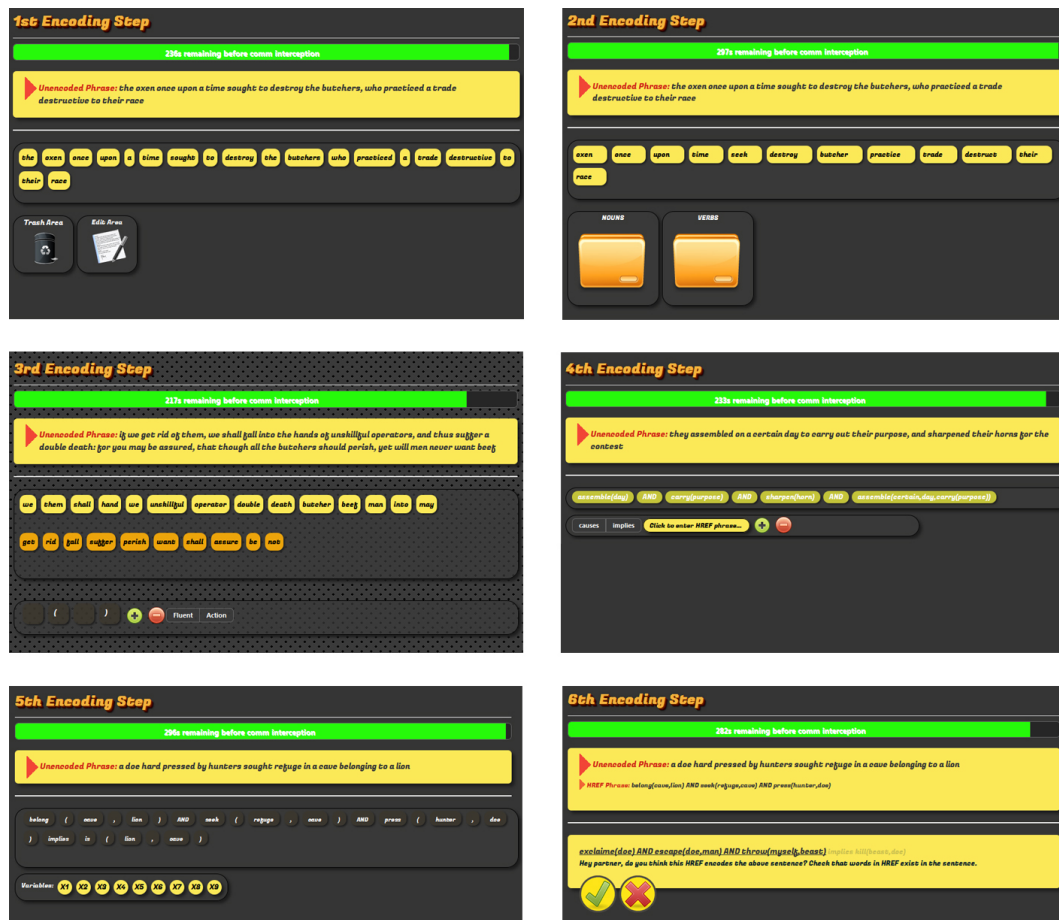 1st Encoding Step
236s remaining before comm interception
Unencoded Phrase: the oxen once upon a time sought to destroy the butchers, who practiced a trade
destructive to their race
the oxen once upon a time sought to destroy the butchers who practiced a trade destructive to
their race
Trash Area Edit Area
2nd Encoding Step
297s remaining before comm interception
Unencoded Phrase: the oxen once upon a time sought to destroy the butchers, who practiced a trade
destructive to their race
oxen once upon time seek destroy butcher practice trade destruct their
race
NOUNS VERBS
3rd Encoding Step
217s remaining before comm interception
Unencoded Phrase: if we get rid of them, we shall fall into the hands of unskillful operators, and thus suffer a
double death: for you may be assured, that though all the butchers should perish, yet will men never want beef
we them shall hand we unskillful operator double death butcher beef man into may
get rid fall suffer perish want shall assure be not
( ) Fluent Action
4th Encoding Step
233s remaining before comm interception
Unencoded Phrase: they assembled on a certain day to carry out their purpose, and sharpened their horns for the
contest
assemble(day) AND carry(purpose) AND sharpen(horn) AND assemble(certain,day,carry(purpose))
causes implies Click to enter HREF phrase...
5th Encoding Step
296s remaining before comm interception
Unencoded Phrase: a doe hard pressed by hunters sought refuge in a cave belonging to a lion
belong ( cave , lion ) AND seek ( refuge , cave ) AND press ( hunter , doe
) implies is ( lion , cave )
Variables: X1 X2 X3 X4 X5 X6 X7 X8 X9
6th Encoding Step
282s remaining before comm interception
Unencoded Phrase: a doe hard pressed by hunters sought refuge in a cave belonging to a lion
HREF Phrase: belong(cave,lion) AND seek(refuge,cave) AND press(hunter,doe)
exclaime(doe) AND escape(doe,man) AND throw(myself,beast) implies kill(beast,doe)
Hey partner, do you think this HREF encodes the above sentence? Check that words in HREF exist in the sentence.